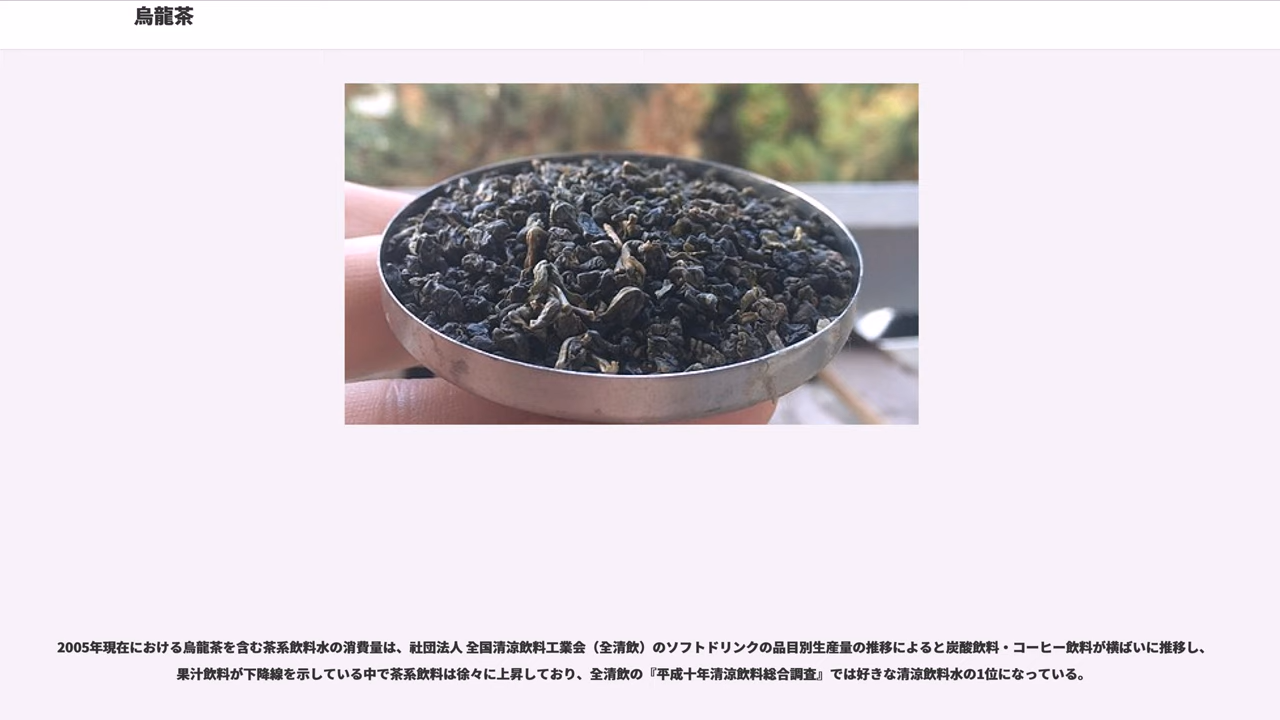 烏龍茶
2005年現在における烏龍茶を含む茶系飲料水の消費量は、社団法人 全国清涼飲料工業会（全清飲）のソフトドリンクの品目別生産量の推移によると炭酸飲料・コーヒー飲料が横ばいに推移し、
果汁飲料が下降線を示している中で茶系飲料は徐々に上昇しており、全清飲の『平成十年清涼飲料総合調査』では好きな清涼飲料水の1位になっている。